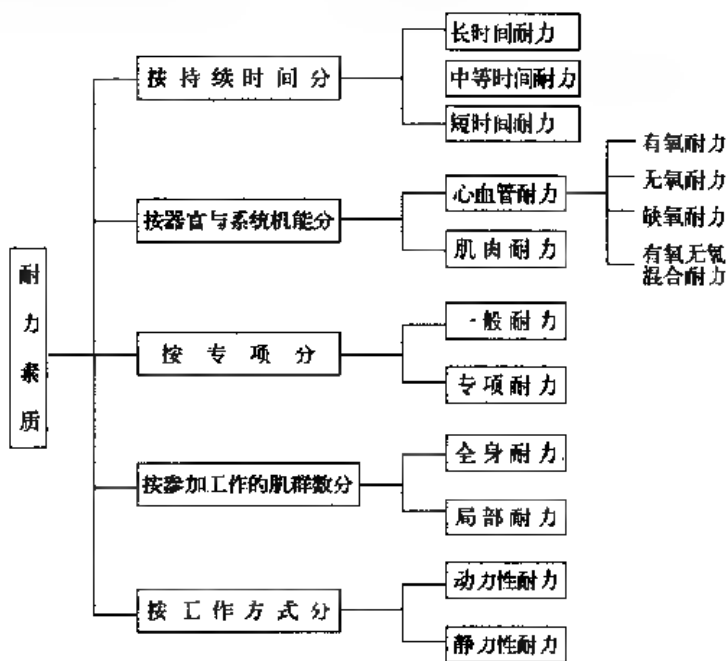 耐力素质
按持续时间分
长时间耐力
中等时间耐力
短时间耐力
按器官与系统机能分
心血管耐力
有氧耐力
无氧耐力
缺氧耐力
有氧无氧
混合耐力
肌肉耐力
按专项分
一般耐力
专项耐力
按参加工作的肌群数分
全身耐力
局部耐力
按工作方式分
动力性耐力
静力性耐力